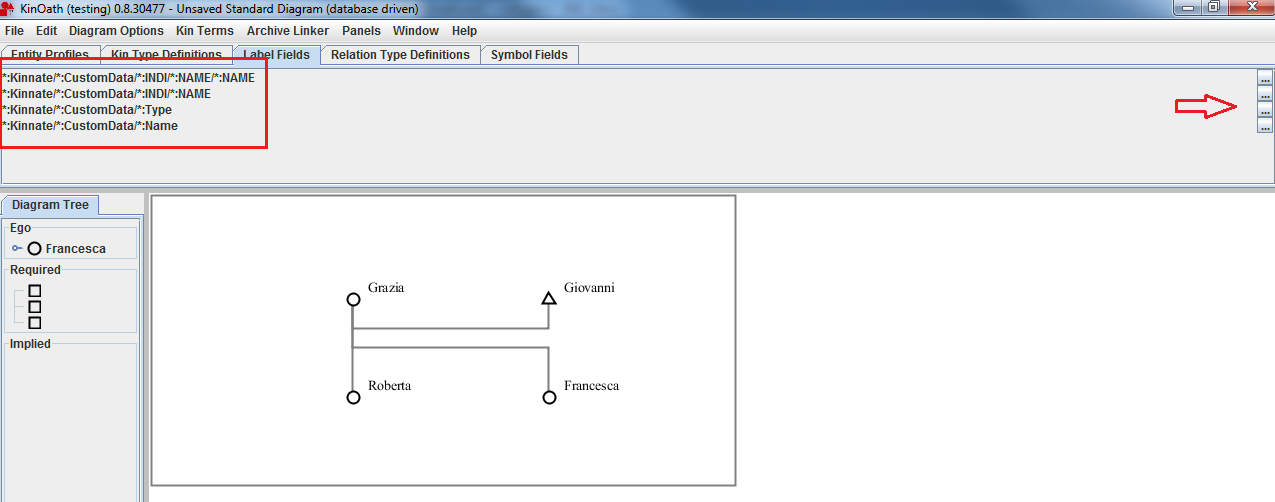 KinOath (testing) 0.8.30477 - Unsaved Standard Diagram (database driven)
File Edit Diagram Options Kin Terms Archive Linker Panels Window Help
Entity Profiles Kin Type Definitions Label Fields Relation Type Definitions Symbol Fields
*:Kinnate/*:CustomData/*:INDI/*:NAME/*:NAME
...
*:Kinnate/*:CustomData/*:INDI/*:NAME
...
*:Kinnate/*:CustomData/*:Type
...
*:Kinnate/*:CustomData/*:Name
...
Diagram Tree
Ego
Francesca
Required
Implied
Grazia
Giovanni
Roberta
Francesca